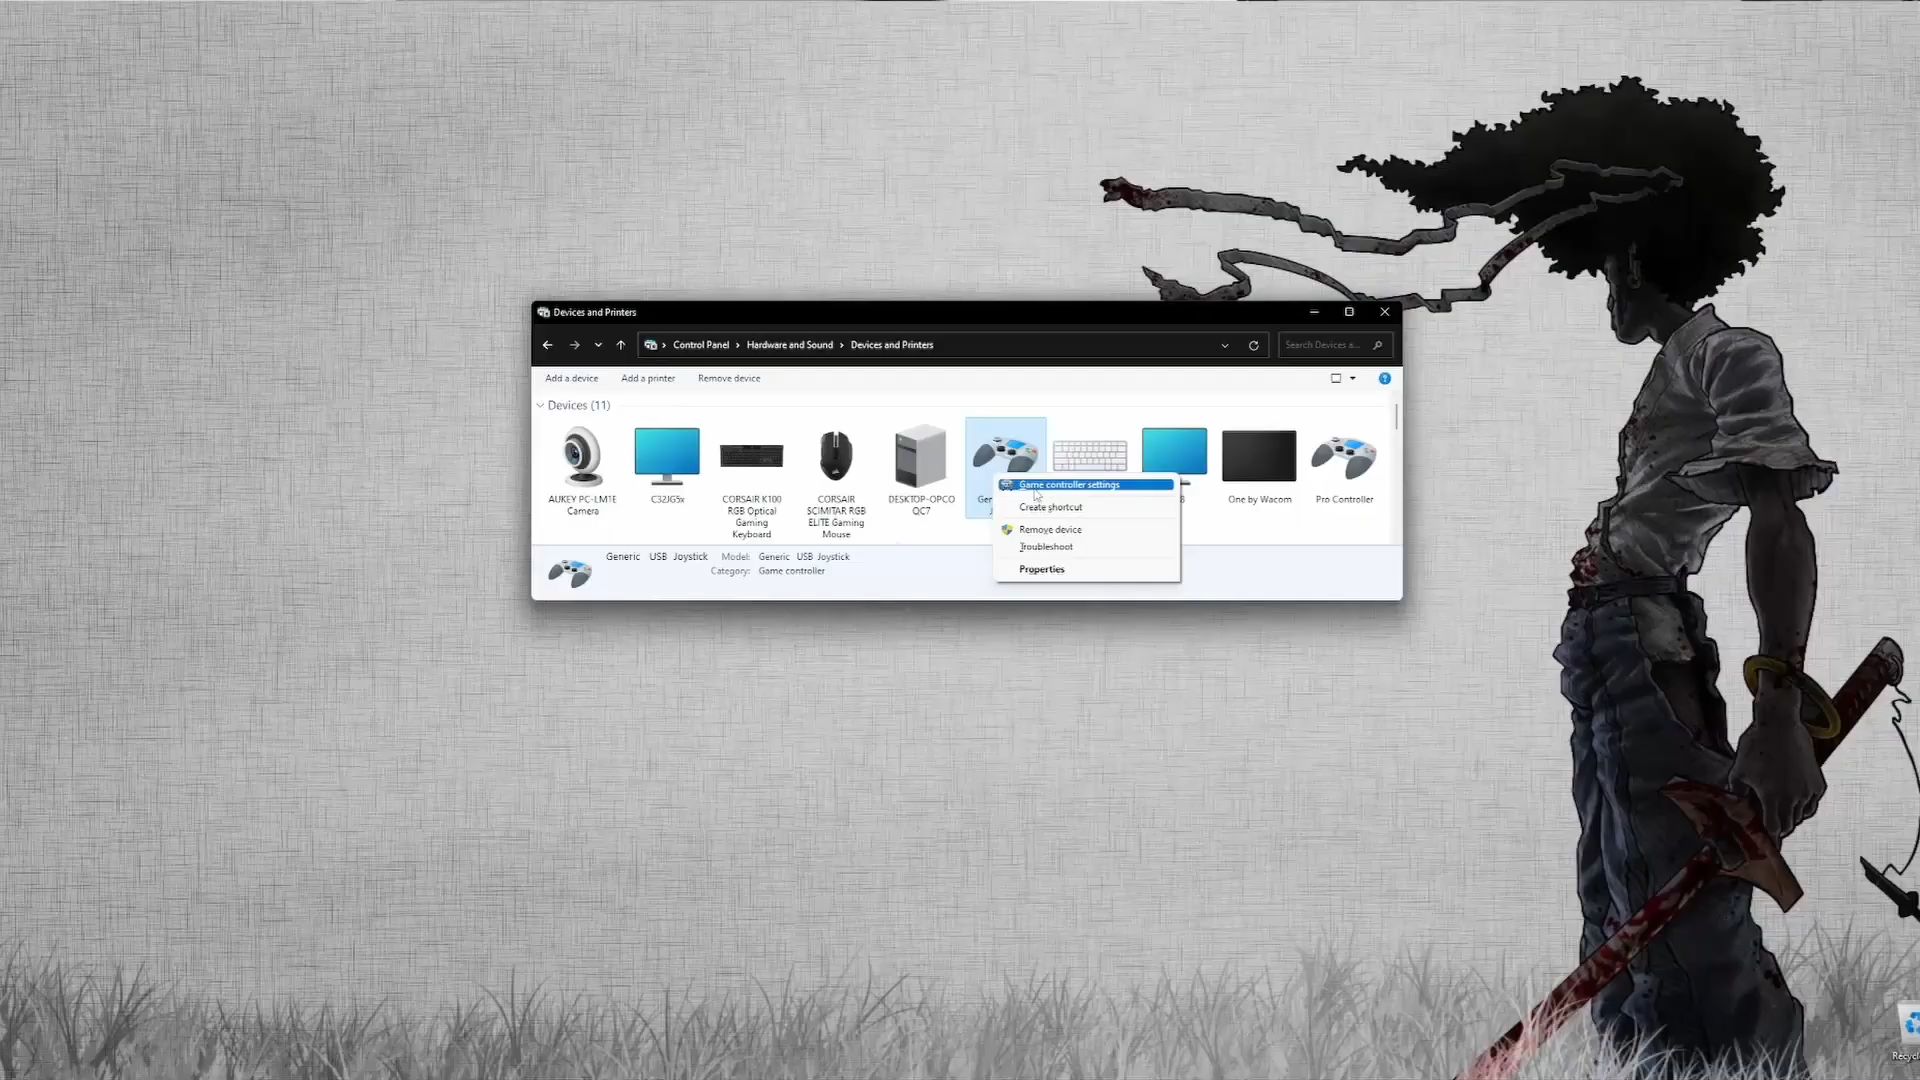 Devices and Printers
Control Panel > Hardware and Sound > Devices and Printers
Search Devices a...
Add a device
Add a printer
Remove device
Devices (11)
AUKEY PC-LM1E
Camera
C32JG5x
CORSAIR K100
RGB Optical
Gaming
Keyboard
CORSAIR
SCIMITAR RGB
ELITE Gaming
Mouse
DESKTOP-OPCO
QC7
One by Wacom
Pro Controller
Game controller settings
Create shortcut
Remove device
Troubleshoot
Properties
Generic USB Joystick
Model: Generic USB Joystick
Category: Game controller